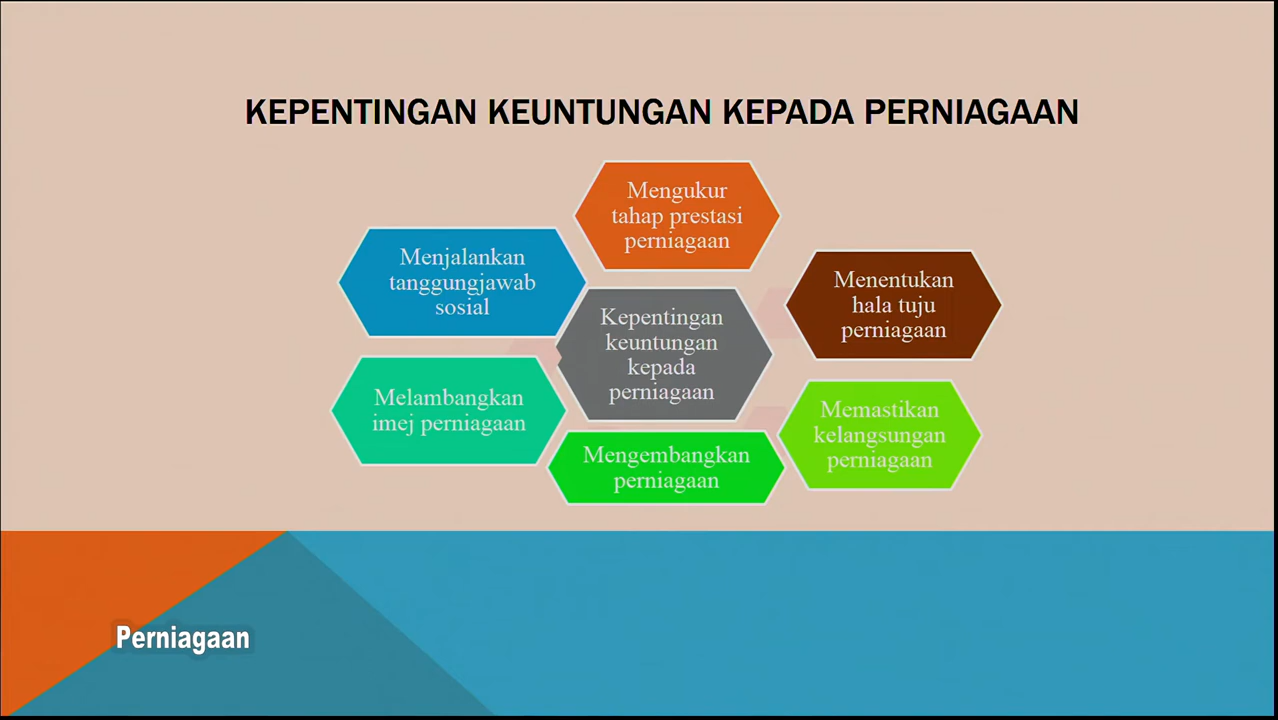 KEPENTINGAN KEUNTUNGAN KEPADA PERNIAGAAN
Mengukur
tahap prestasi
perniagaan
Menjalankan
tanggungjawab
sosial
Menentukan
hala tuju
perniagaan
Kepentingan
keuntungan
kepada
perniagaan
Melambangkan
imej perniagaan
Memastikan
kelangsungan
perniagaan
Mengembangkan
perniagaan
Perniagaan